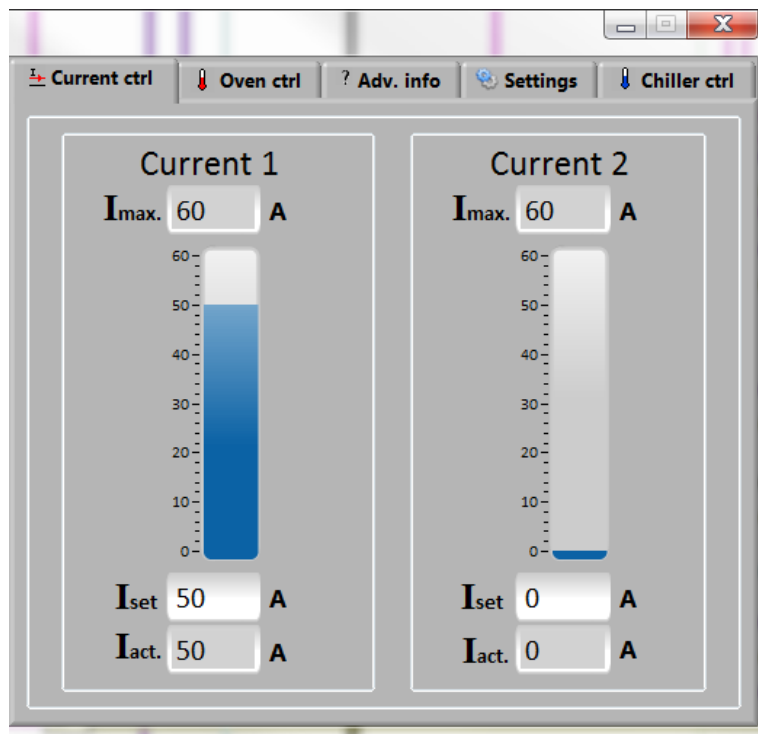 Current ctrl Oven ctrl ? Adv. info Settings Chiller ctrl
Current 1
Imax. 60 A
60
50
40
30
20
10
0
Iset 50 A
Iact. 50 A
Current 2
Imax. 60 A
60
50
40
30
20
10
0
Iset 0 A
Iact. 0 A